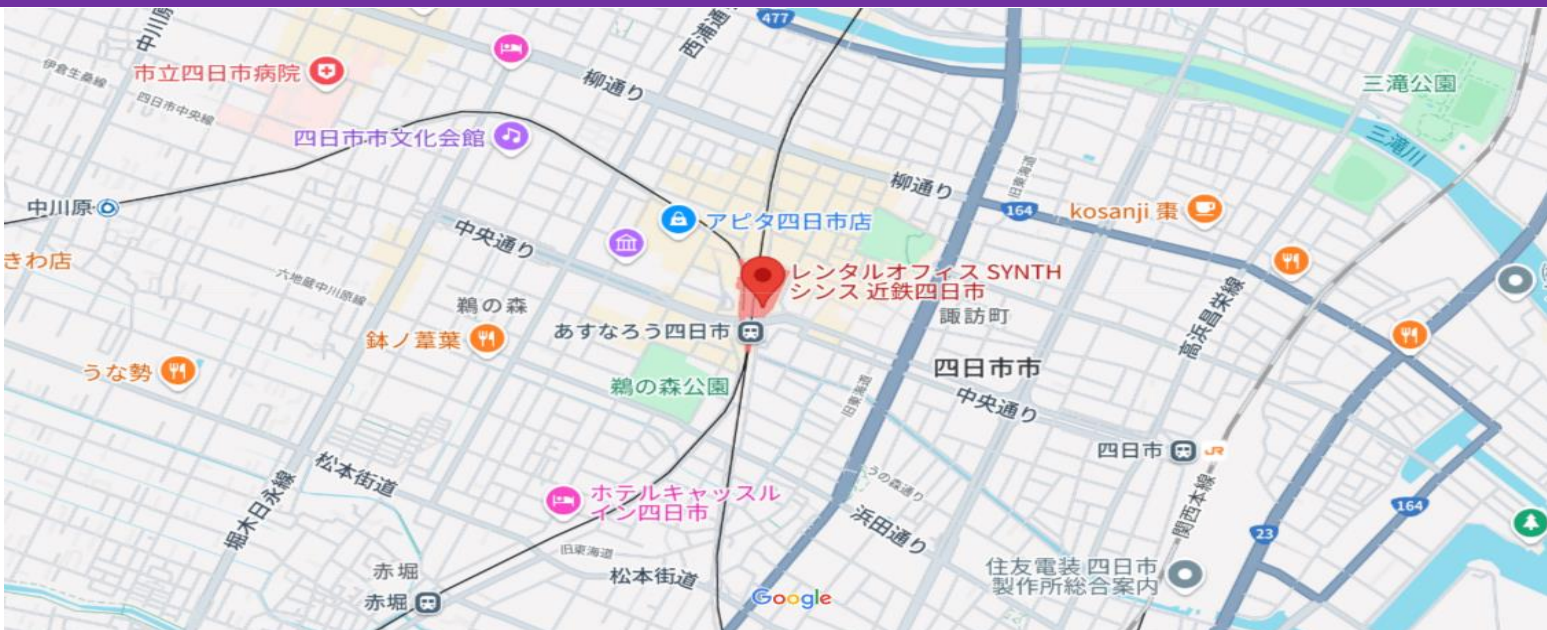 477
西浦通
中川原
伊倉生桑線
市立四日市病院
柳通り
三滝公園
四日市中央線
四日市市文化会館
三滝川
旧東海道
柳通り
中川原
164
kosanji 棗
アピタ四日市店
中央通り
きわ店
レンタルオフィス SYNTH
シンス 近鉄四日市
六地蔵中川原線
鵜の森
諏訪町
高浜昌栄線
あすなろう四日市
鉢ノ葦葉
四日市市
うな勢
鵜の森公園
旧東海道
中央通り
四日市
JR
松本街道
うの森通り
ホテルキャッスル
イン四日市
関西本線
164
堀木日永線
浜田通り
23
旧東海道
赤堀
松本街道
住友電装 四日市
製作所総合案内
赤堀
Google